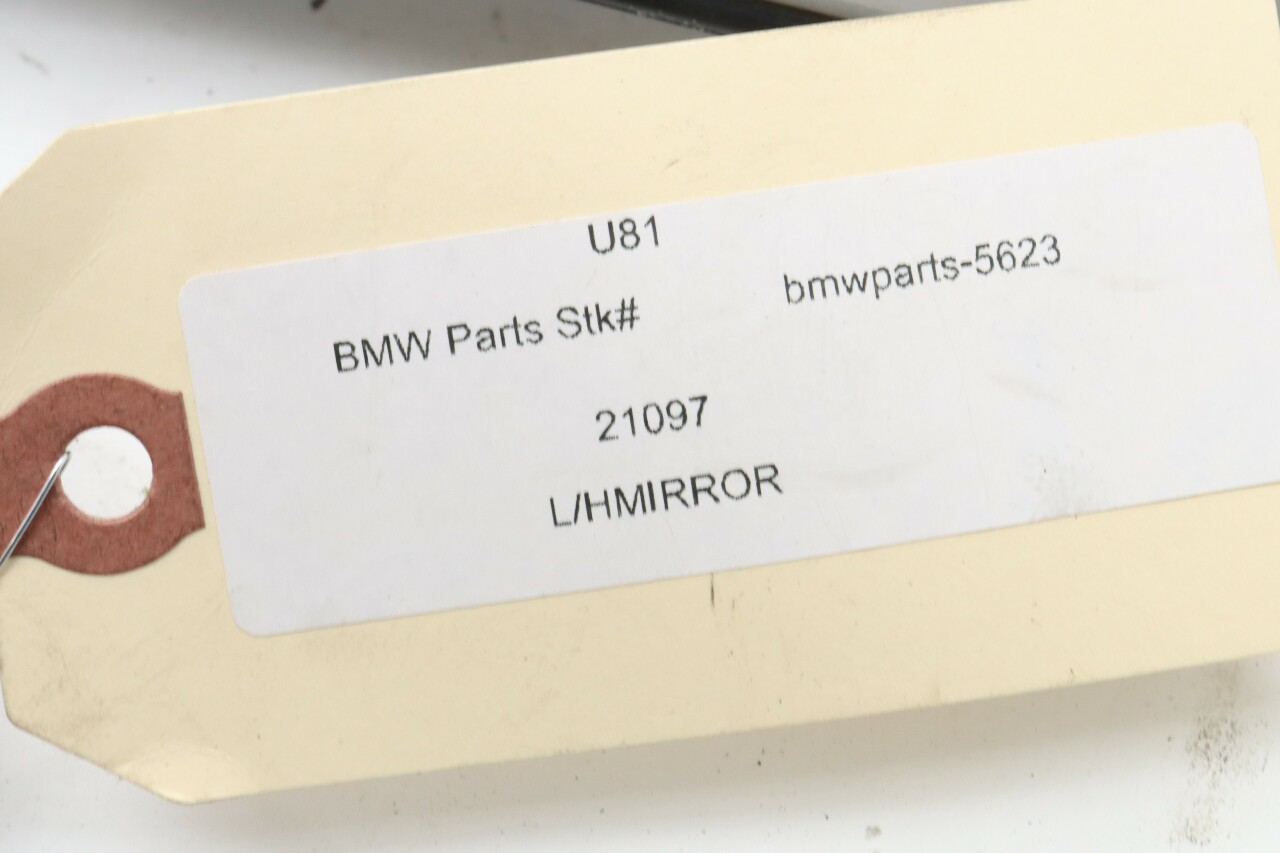 U81
BMW Parts Stk# bmwparts-5623
21097
L/HMIRROR